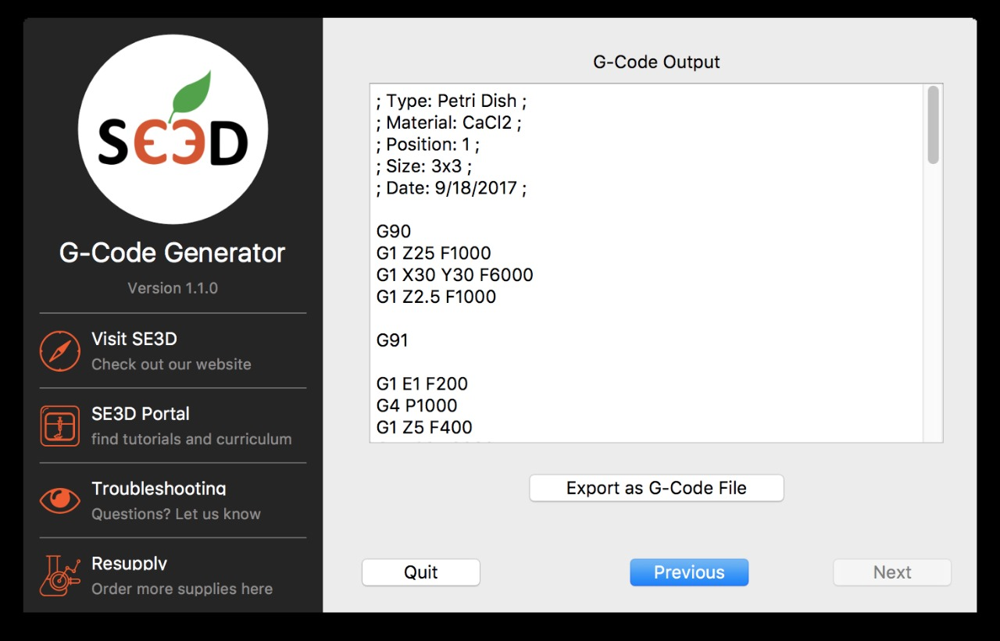 SE3D
G-Code Generator
Version 1.1.0
Visit SE3D
Check out our website
SE3D Portal
find tutorials and curriculum
Troubleshooting
Questions? Let us know
Resupply
Order more supplies here
G-Code Output
; Type: Petri Dish ;
; Material: CaCl2 ;
; Position: 1 ;
; Size: 3x3 ;
; Date: 9/18/2017 ;
G90
G1 Z25 F1000
G1 X30 Y30 F6000
G1 Z2.5 F1000
G91
G1 E1 F200
G4 P1000
G1 Z5 F400
Export as G-Code File
Quit
Previous
Next